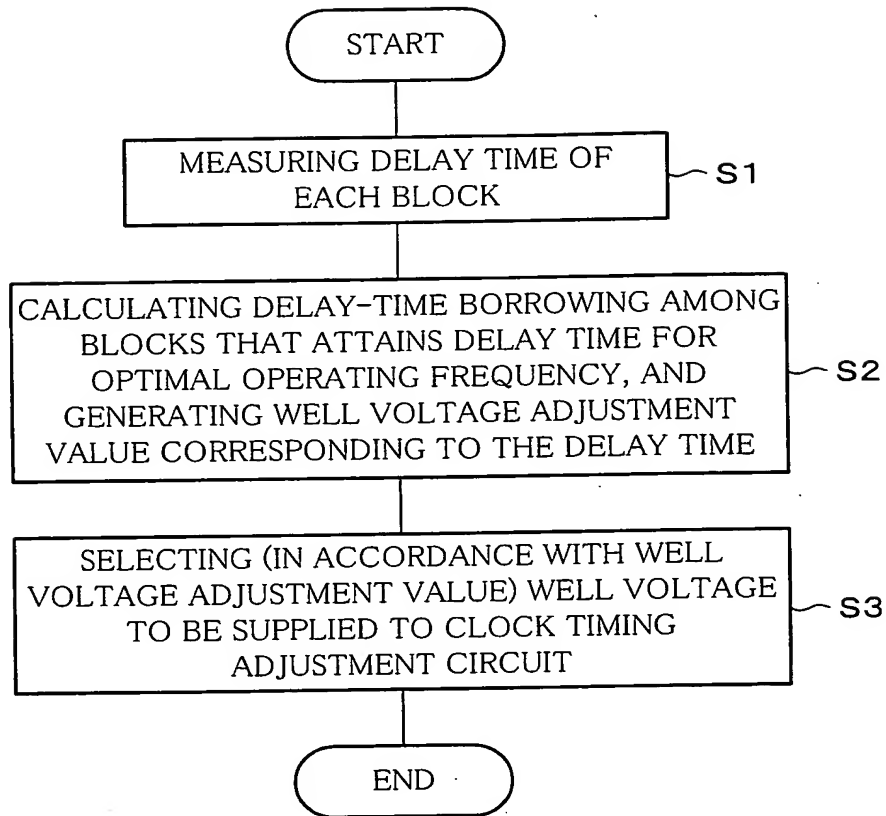 START
MEASURING DELAY TIME OF
EACH BLOCK
S1
CALCULATING DELAY-TIME BORROWING AMONG
BLOCKS THAT ATTAINS DELAY TIME FOR
OPTIMAL OPERATING FREQUENCY, AND
GENERATING WELL VOLTAGE ADJUSTMENT
VALUE CORRESPONDING TO THE DELAY TIME
S2
SELECTING (IN ACCORDANCE WITH WELL
VOLTAGE ADJUSTMENT VALUE) WELL VOLTAGE
TO BE SUPPLIED TO CLOCK TIMING
ADJUSTMENT CIRCUIT
S3
END